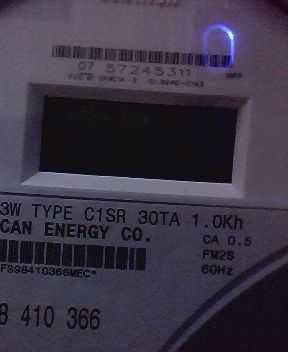 07 57245311
3W TYPE C1SR 30TA 1.0Kh
CAN ENERGY CO.
CA 0.5
FM2S
60Hz
FS98410366MEC*
8 410 366